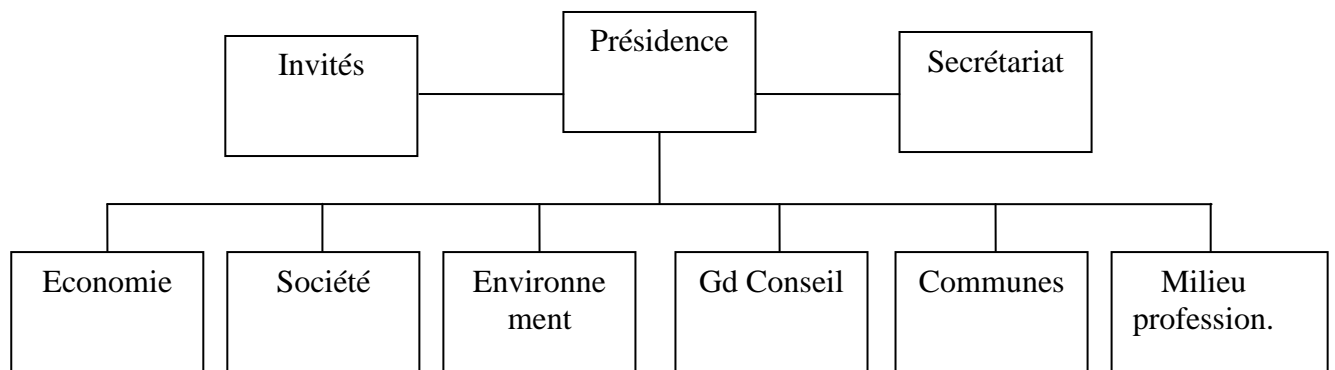 Invités
Présidence
Secrétariat
Economie
Société
Environne
ment
Gd Conseil
Communes
Milieu
profession.